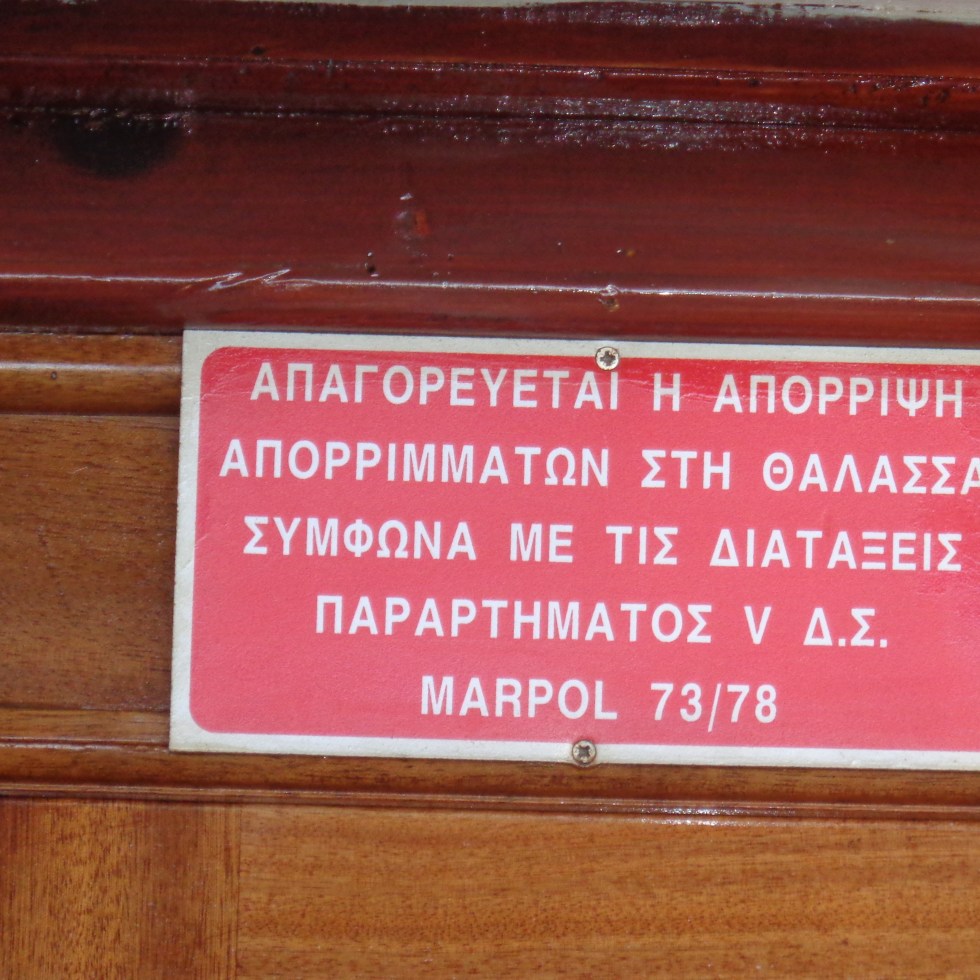 ΑΠΑΓΟΡΕΥΕΤΑΙ Η ΑΠΟΡΡΙΨΗ
ΑΠΟΡΡΙΜΜΑΤΩΝ ΣΤΗ ΘΑΛΑΣΣΑ
ΣΥΜΦΩΝΑ ΜΕ ΤΙΣ ΔΙΑΤΑΞΕΙΣ
ΠΑΡΑΡΤΗΜΑΤΟΣ V Δ.Σ.
MARPOL 73/78